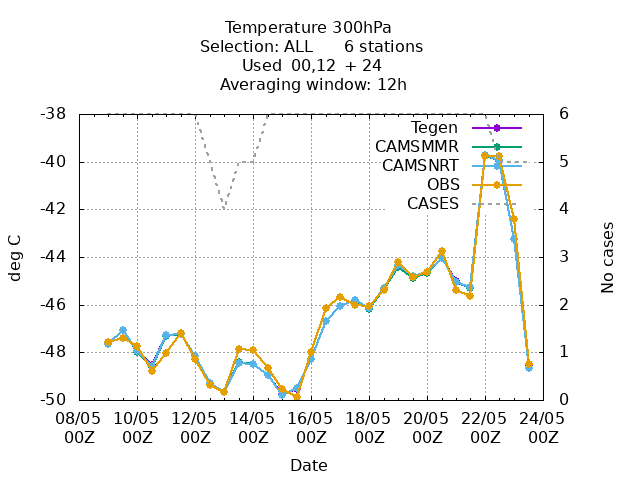 Temperature 300hPa
Selection: ALL 6 stations
Used 00,12 + 24
Averaging window: 12h
-38
-40
-42
-44
-46
-48
-50
deg C
6
5
4
3
2
1
0
No cases
Tegen
CAMSMMR
CAMSNRT
OBS
CASES
08/05 10/05 12/05 14/05 16/05 18/05 20/05 22/05 24/05
00Z 00Z 00Z 00Z 00Z 00Z 00Z 00Z 00Z
Date